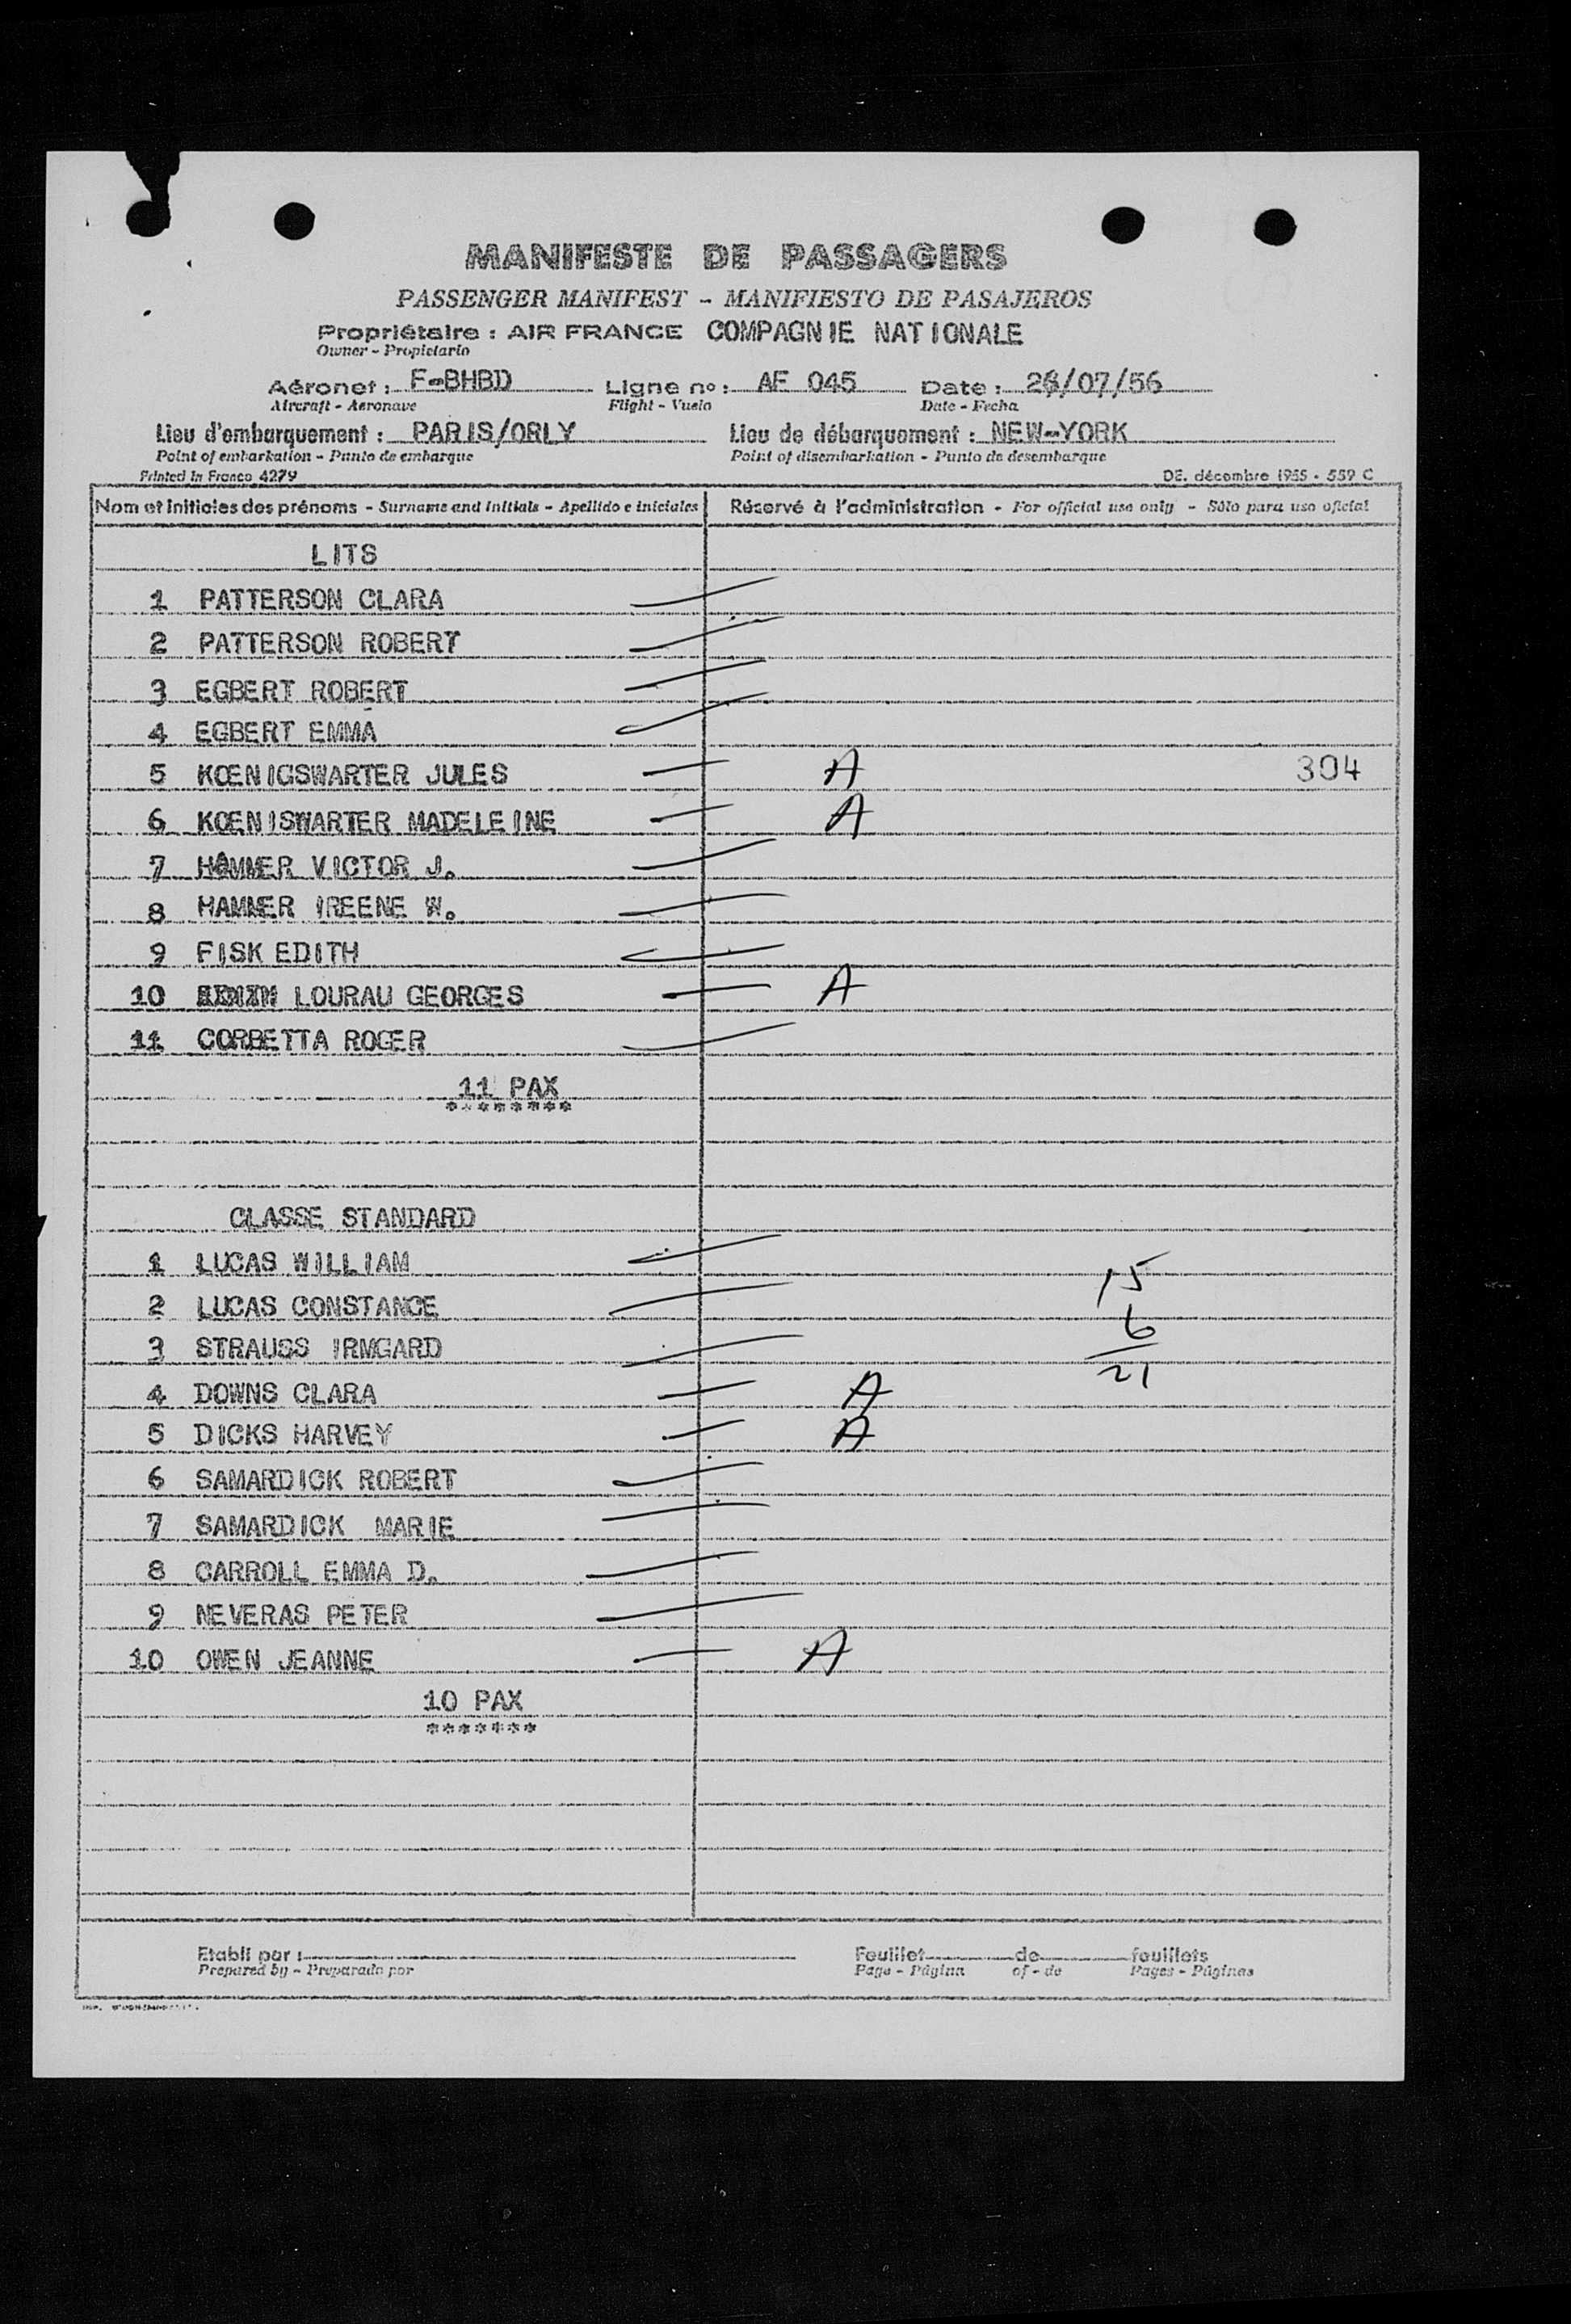 MANIFESTE DE PASSAGERS
PASSENGER MANIFEST - MANIFIESTO DE PASAJEROS
Propriétaire : AIR FRANCE COMPAGNIE NATIONALE
Owner - Propietario
Aéronef : F-BHBD Ligne no : AF 045 Date : /07/56
Aircraft - Aeronave Flight - Vuelo Date - Fecha
Lieu d'embarquement : PARIS/ORLY Lieu de débarquement : NEW-YORK
Point of embarkation - Punto de embarque Point of disembarkation - Punto de desembarque
Printed in France 4279 DE. décembre 1955 - 559 C
Nom et initiales des prénoms - Surname and initials - Apellido e iniciales Réservé à l'administration - For official use only - Sólo para uso oficial
LITS
1 PATTERSON CLARA
2 PATTERSON ROBERT
3 EGBERT ROBERT
4 EGBERT EMMA
5 KOENIGSWARTER JULES A 304
6 KOENISWARTER MADELEINE A
7 HAMMER VICTOR J.
8 HAMMER IREENE W.
9 FISK EDITH
10 LOURAU GEORGES A
11 CORBETTA ROGER
11 PAX
********
CLASSE STANDARD
1 LUCAS WILLIAM 15
2 LUCAS CONSTANCE 6
3 STRAUSS IRMGARD 21
4 DOWNS CLARA A
5 DICKS HARVEY A
6 SAMARDICK ROBERT
7 SAMARDICK MARIE
8 CARROLL EMMA D.
9 NEVERAS PETER
10 OWEN JEANNE A
10 PAX
*******
Etabli par : Feuillet de feuillets
Prepared by - Preparado por Page - Página of - de Pages - Páginas